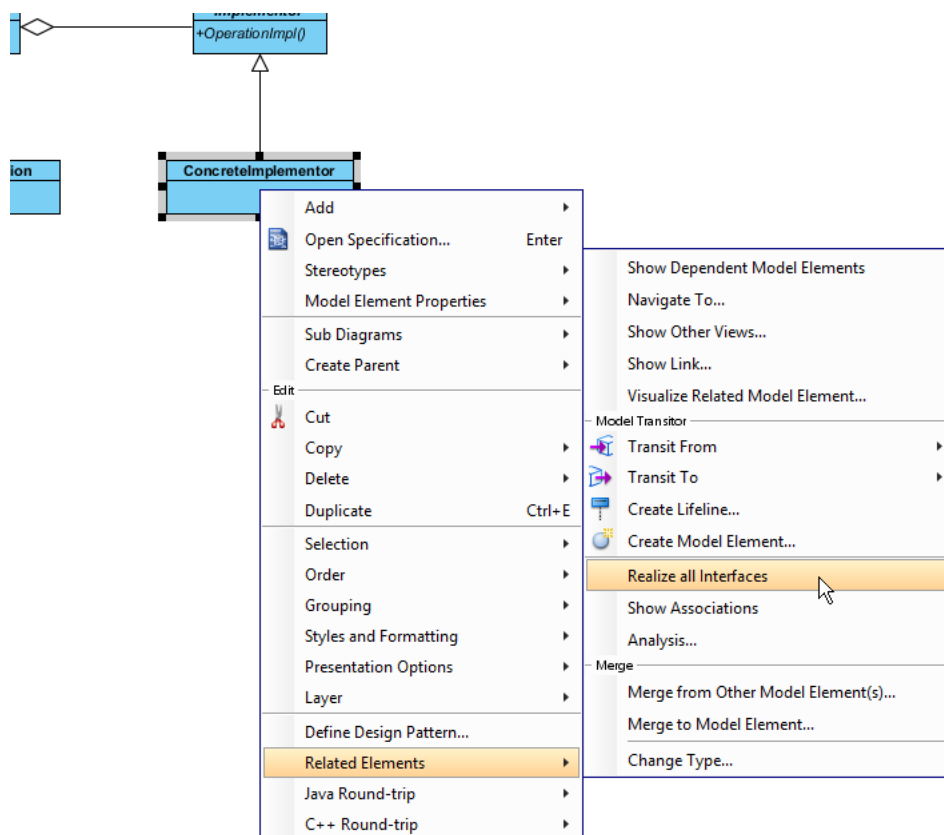 +OperationImpl()
ion
ConcreteImplementor
Add
Open Specification... Enter
Stereotypes
Model Element Properties
Sub Diagrams
Create Parent
Edit
Cut
Copy
Delete
Duplicate Ctrl+E
Selection
Order
Grouping
Styles and Formatting
Presentation Options
Layer
Define Design Pattern...
Related Elements
Java Round-trip
C++ Round-trip
Show Dependent Model Elements
Navigate To...
Show Other Views...
Show Link...
Visualize Related Model Element...
Model Transitor
Transit From
Transit To
Create Lifeline...
Create Model Element...
Realize all Interfaces
Show Associations
Analysis...
Merge
Merge from Other Model Element(s)...
Merge to Model Element...
Change Type...